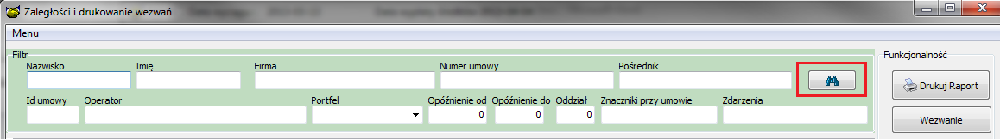 Zaległości i drukowanie wezwań
Menu
Filtr
Funkcjonalność
Nazwisko Imię Firma Numer umowy Pośrednik
Drukuj Raport
Id umowy Operator Portfel Opóźnienie od Opóźnienie do Oddział Znaczniki przy umowie Zdarzenia
0 0 0
Wezwanie